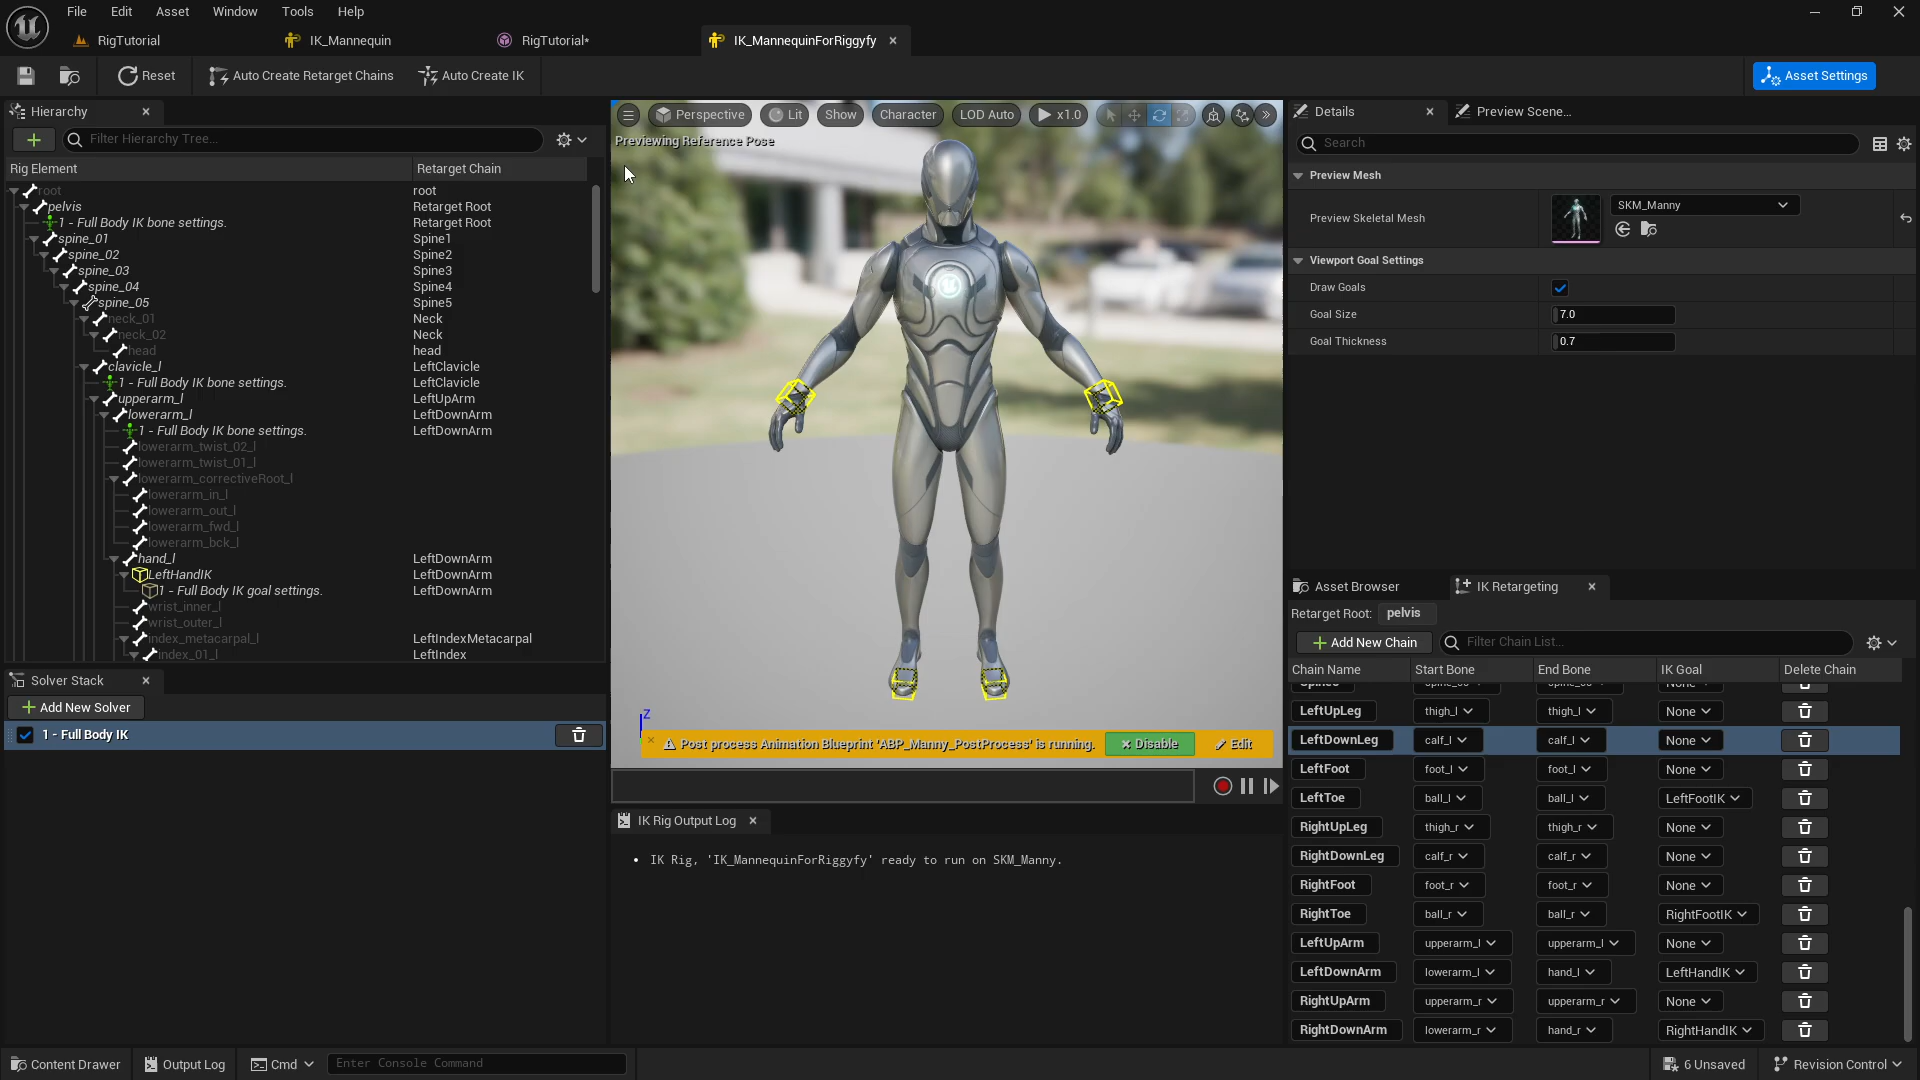 File Edit Asset Window Tools Help
RigTutorial IK_Mannequin RigTutorial* IK_MannequinForRiggyfy
Reset Auto Create Retarget Chains Auto Create IK Asset Settings
Hierarchy
Filter Hierarchy Tree...
Rig Element Retarget Chain
root root
pelvis Retarget Root
1 - Full Body IK bone settings. Retarget Root
spine_01 Spine1
spine_02 Spine2
spine_03 Spine3
spine_04 Spine4
spine_05 Spine5
neck_01 Neck
neck_02 Neck
head head
clavicle_l LeftClavicle
1 - Full Body IK bone settings. LeftClavicle
upperarm_l LeftUpArm
lowerarm_l LeftDownArm
1 - Full Body IK bone settings. LeftDownArm
lowerarm_twist_02_l
lowerarm_twist_01_l
lowerarm_correctiveRoot_l
lowerarm_in_l
lowerarm_out_l
lowerarm_fwd_l
lowerarm_bck_l
hand_l LeftDownArm
LeftHandIK LeftDownArm
1 - Full Body IK goal settings. LeftDownArm
wrist_inner_l
wrist_outer_l
index_metacarpal_l LeftIndexMetacarpal
index_01_l LeftIndex
Solver Stack
Add New Solver
1 - Full Body IK
Perspective Lit Show Character LOD Auto x1.0
Previewing Reference Pose
Z
Post process Animation Blueprint 'ABP_Manny_PostProcess' is running. Disable Edit
IK Rig Output Log
• IK Rig, 'IK_MannequinForRiggyfy' ready to run on SKM_Manny.
Details Preview Scene...
Search
Preview Mesh
Preview Skeletal Mesh SKM_Manny
Viewport Goal Settings
Draw Goals
Goal Size 7.0
Goal Thickness 0.7
Asset Browser IK Retargeting
Retarget Root: pelvis
Add New Chain Filter Chain List...
Chain Name Start Bone End Bone IK Goal Delete Chain
LeftUpLeg thigh_l thigh_l None
LeftDownLeg calf_l calf_l None
LeftFoot foot_l foot_l None
LeftToe ball_l ball_l LeftFootIK
RightUpLeg thigh_r thigh_r None
RightDownLeg calf_r calf_r None
RightFoot foot_r foot_r None
RightToe ball_r ball_r RightFootIK
LeftUpArm upperarm_l upperarm_l None
LeftDownArm lowerarm_l hand_l LeftHandIK
RightUpArm upperarm_r upperarm_r None
RightDownArm lowerarm_r hand_r RightHandIK
Content Drawer Output Log Cmd Enter Console Command 6 Unsaved Revision Control